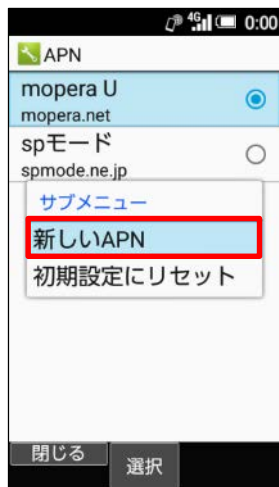 4G 0:00
APN
mopera U
mopera.net
spモード
spmode.ne.jp
サブメニュー
新しいAPN
初期設定にリセット
閉じる
選択